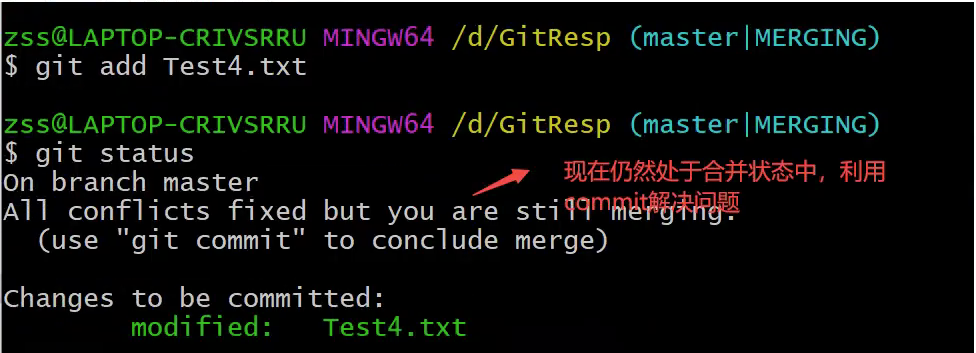 zss@LAPTOP-CRIVSRRU MINGW64 /d/GitResp (master|MERGING)
$ git add Test4.txt
zss@LAPTOP-CRIVSRRU MINGW64 /d/GitResp (master|MERGING)
$ git status
On branch master
现在仍然处于合并状态中，利用
commit解决问题
All conflicts fixed but you are still merging.
(use "git commit" to conclude merge)
Changes to be committed:
modified: Test4.txt